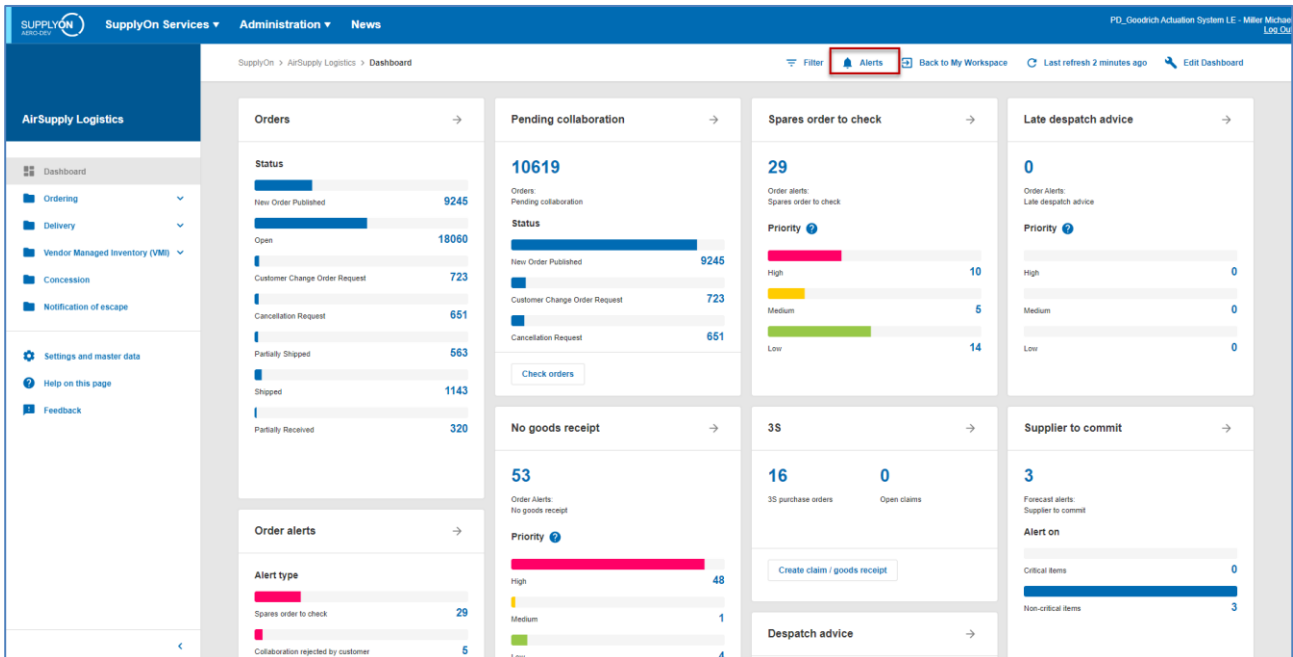 SUPPLYON
AERO-DEV
SupplyOn Services ▾
Administration ▾
News
PD_Goodrich Actuation System LE - Miller Michae
Log Ou
SupplyOn > AirSupply Logistics > Dashboard
Filter
Alerts
Back to My Workspace
Last refresh 2 minutes ago
Edit Dashboard
AirSupply Logistics
Dashboard
Ordering
Delivery
Vendor Managed Inventory (VMI)
Concession
Notification of escape
Settings and master data
Help on this page
Feedback
Orders
Status
New Order Published 9245
Open 18060
Customer Change Order Request 723
Cancellation Request 651
Partially Shipped 563
Shipped 1143
Partially Received 320
Order alerts
Alert type
Spares order to check 29
Collaboration rejected by customer 5
Pending collaboration
10619
Orders:
Pending collaboration
Status
New Order Published 9245
Customer Change Order Request 723
Cancellation Request 651
Check orders
No goods receipt
53
Order Alerts:
No goods receipt
Priority ?
High 48
Medium 1
Low 4
Spares order to check
29
Order alerts:
Spares order to check
Priority ?
High 10
Medium 5
Low 14
3S
16 0
3S purchase orders Open claims
Create claim / goods receipt
Despatch advice
Late despatch advice
0
Order Alerts:
Late despatch advice
Priority ?
High 0
Medium 0
Low 0
Supplier to commit
3
Forecast alerts:
Supplier to commit
Alert on
Critical items 0
Non-critical items 3